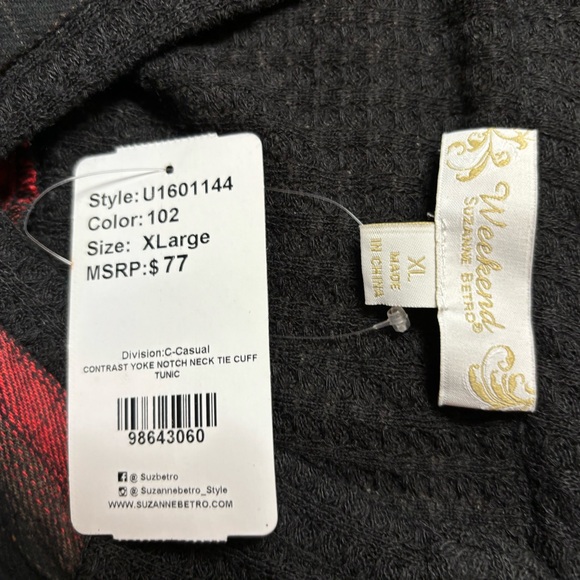 Style:U1601144
Color:102
Size: XLarge
MSRP:$77
Division:C-Casual
CONTRAST YOKE NOTCH NECK TIE CUFF
TUNIC
98643060
@ Suzbetro
@ Suzannebetro_Style
WWW.SUZANNEBETRO.COM
XL
MADE
IN CHINA
Weekend
SUZANNE BETRO®